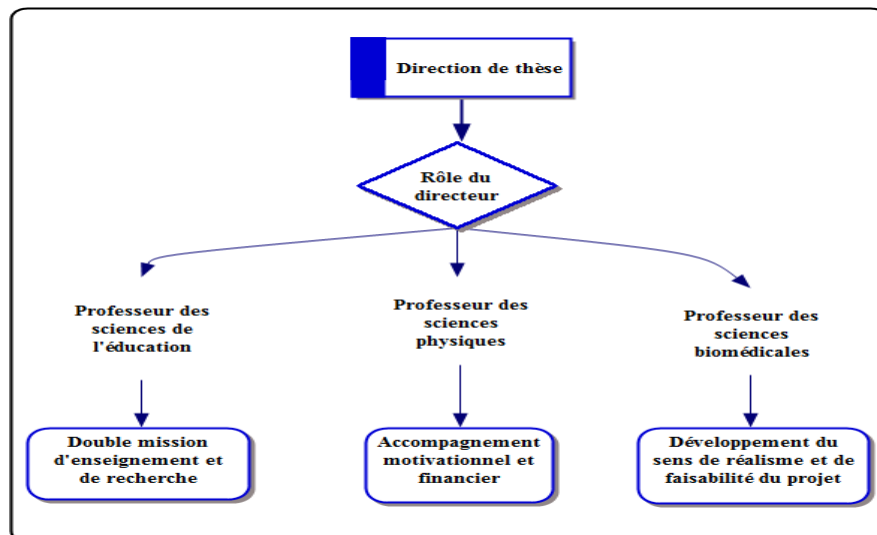 Direction de thèse
Rôle du
directeur
Professeur des
sciences de
l'éducation
Professeur des
sciences
physiques
Professeur des
sciences
biomédicales
Double mission
d'enseignement et
de recherche
Accompagnement
motivationnel et
financier
Développement du
sens de réalisme et de
faisabilité du projet